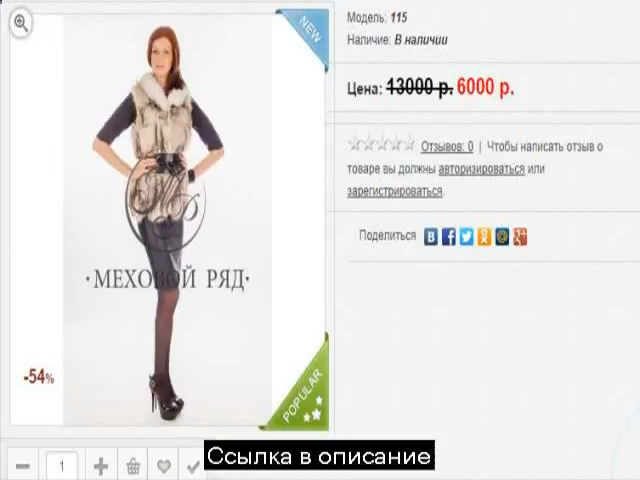 NEW
Модель: 115
Наличие: В наличии
Цена: 13000 р. 6000 р.
Отзывов: 0 | Чтобы написать отзыв о
товаре вы должны авторизироваться или
зарегистрироваться.
Поделиться
·МЕХОВОЙ РЯД·
-54%
POPULAR
1
Ссылка в описание